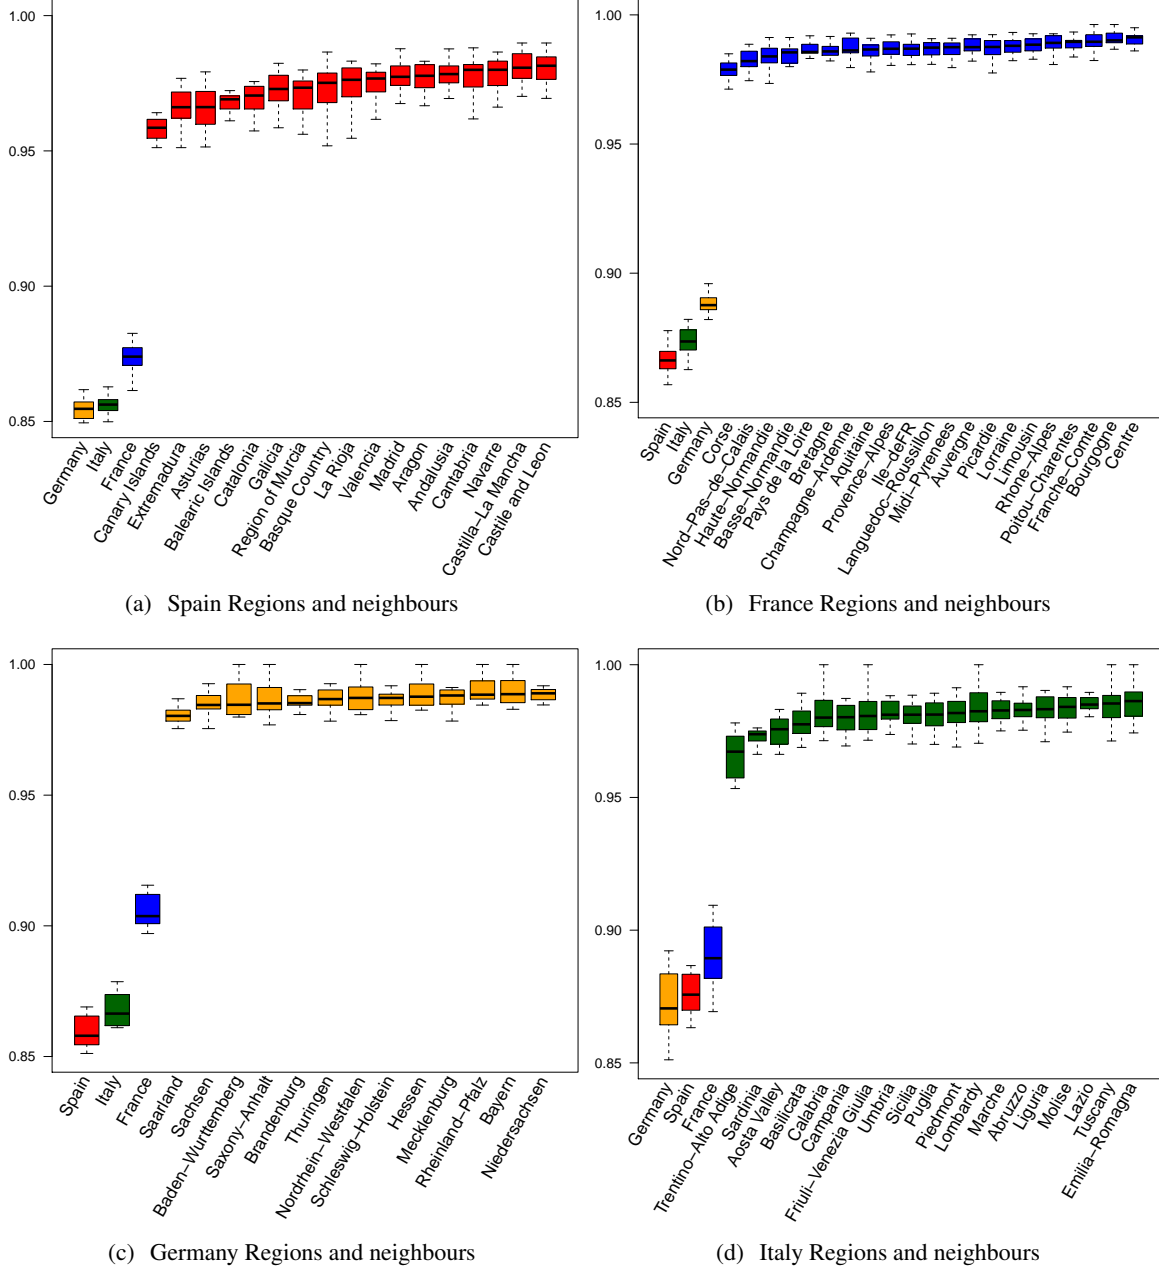 1.00
0.95
0.90
0.85
Germany
Italy
France
Canary Islands
Extremadura
Asturias
Balearic Islands
Catalonia
Galicia
Region of Murcia
Basque Country
La Rioja
Valencia
Madrid
Aragon
Andalusia
Cantabria
Navarre
Castilla−La Mancha
Castile and Leon
(a) Spain Regions and neighbours
1.00
0.95
0.90
0.85
Spain
Italy
Germany
Corse
Nord−Pas−de−Calais
Haute−Normandie
Basse−Normandie
Pays de la Loire
Bretagne
Champagne−Ardenne
Aquitaine
Provence−Alpes
Ile−deFR
Languedoc−Roussillon
Midi−Pyrenees
Auvergne
Picardie
Lorraine
Limousin
Rhone−Alpes
Poitou−Charentes
Franche−Comte
Bourgogne
Centre
(b) France Regions and neighbours
1.00
0.95
0.90
0.85
Spain
Italy
France
Saarland
Sachsen
Baden−Wurttemberg
Saxony−Anhalt
Brandenburg
Thuringen
Nordrhein−Westfalen
Schleswig−Holstein
Hessen
Mecklenburg
Rheinland−Pfalz
Bayern
Niedersachsen
(c) Germany Regions and neighbours
1.00
0.95
0.90
0.85
Germany
Spain
France
Trentino−Alto Adige
Sardinia
Aosta Valley
Basilicata
Calabria
Campania
Friuli−Venezia Giulia
Umbria
Sicilia
Puglia
Piedmont
Lombardy
Marche
Abruzzo
Liguria
Molise
Lazio
Tuscany
Emilia−Romagna
(d) Italy Regions and neighbours